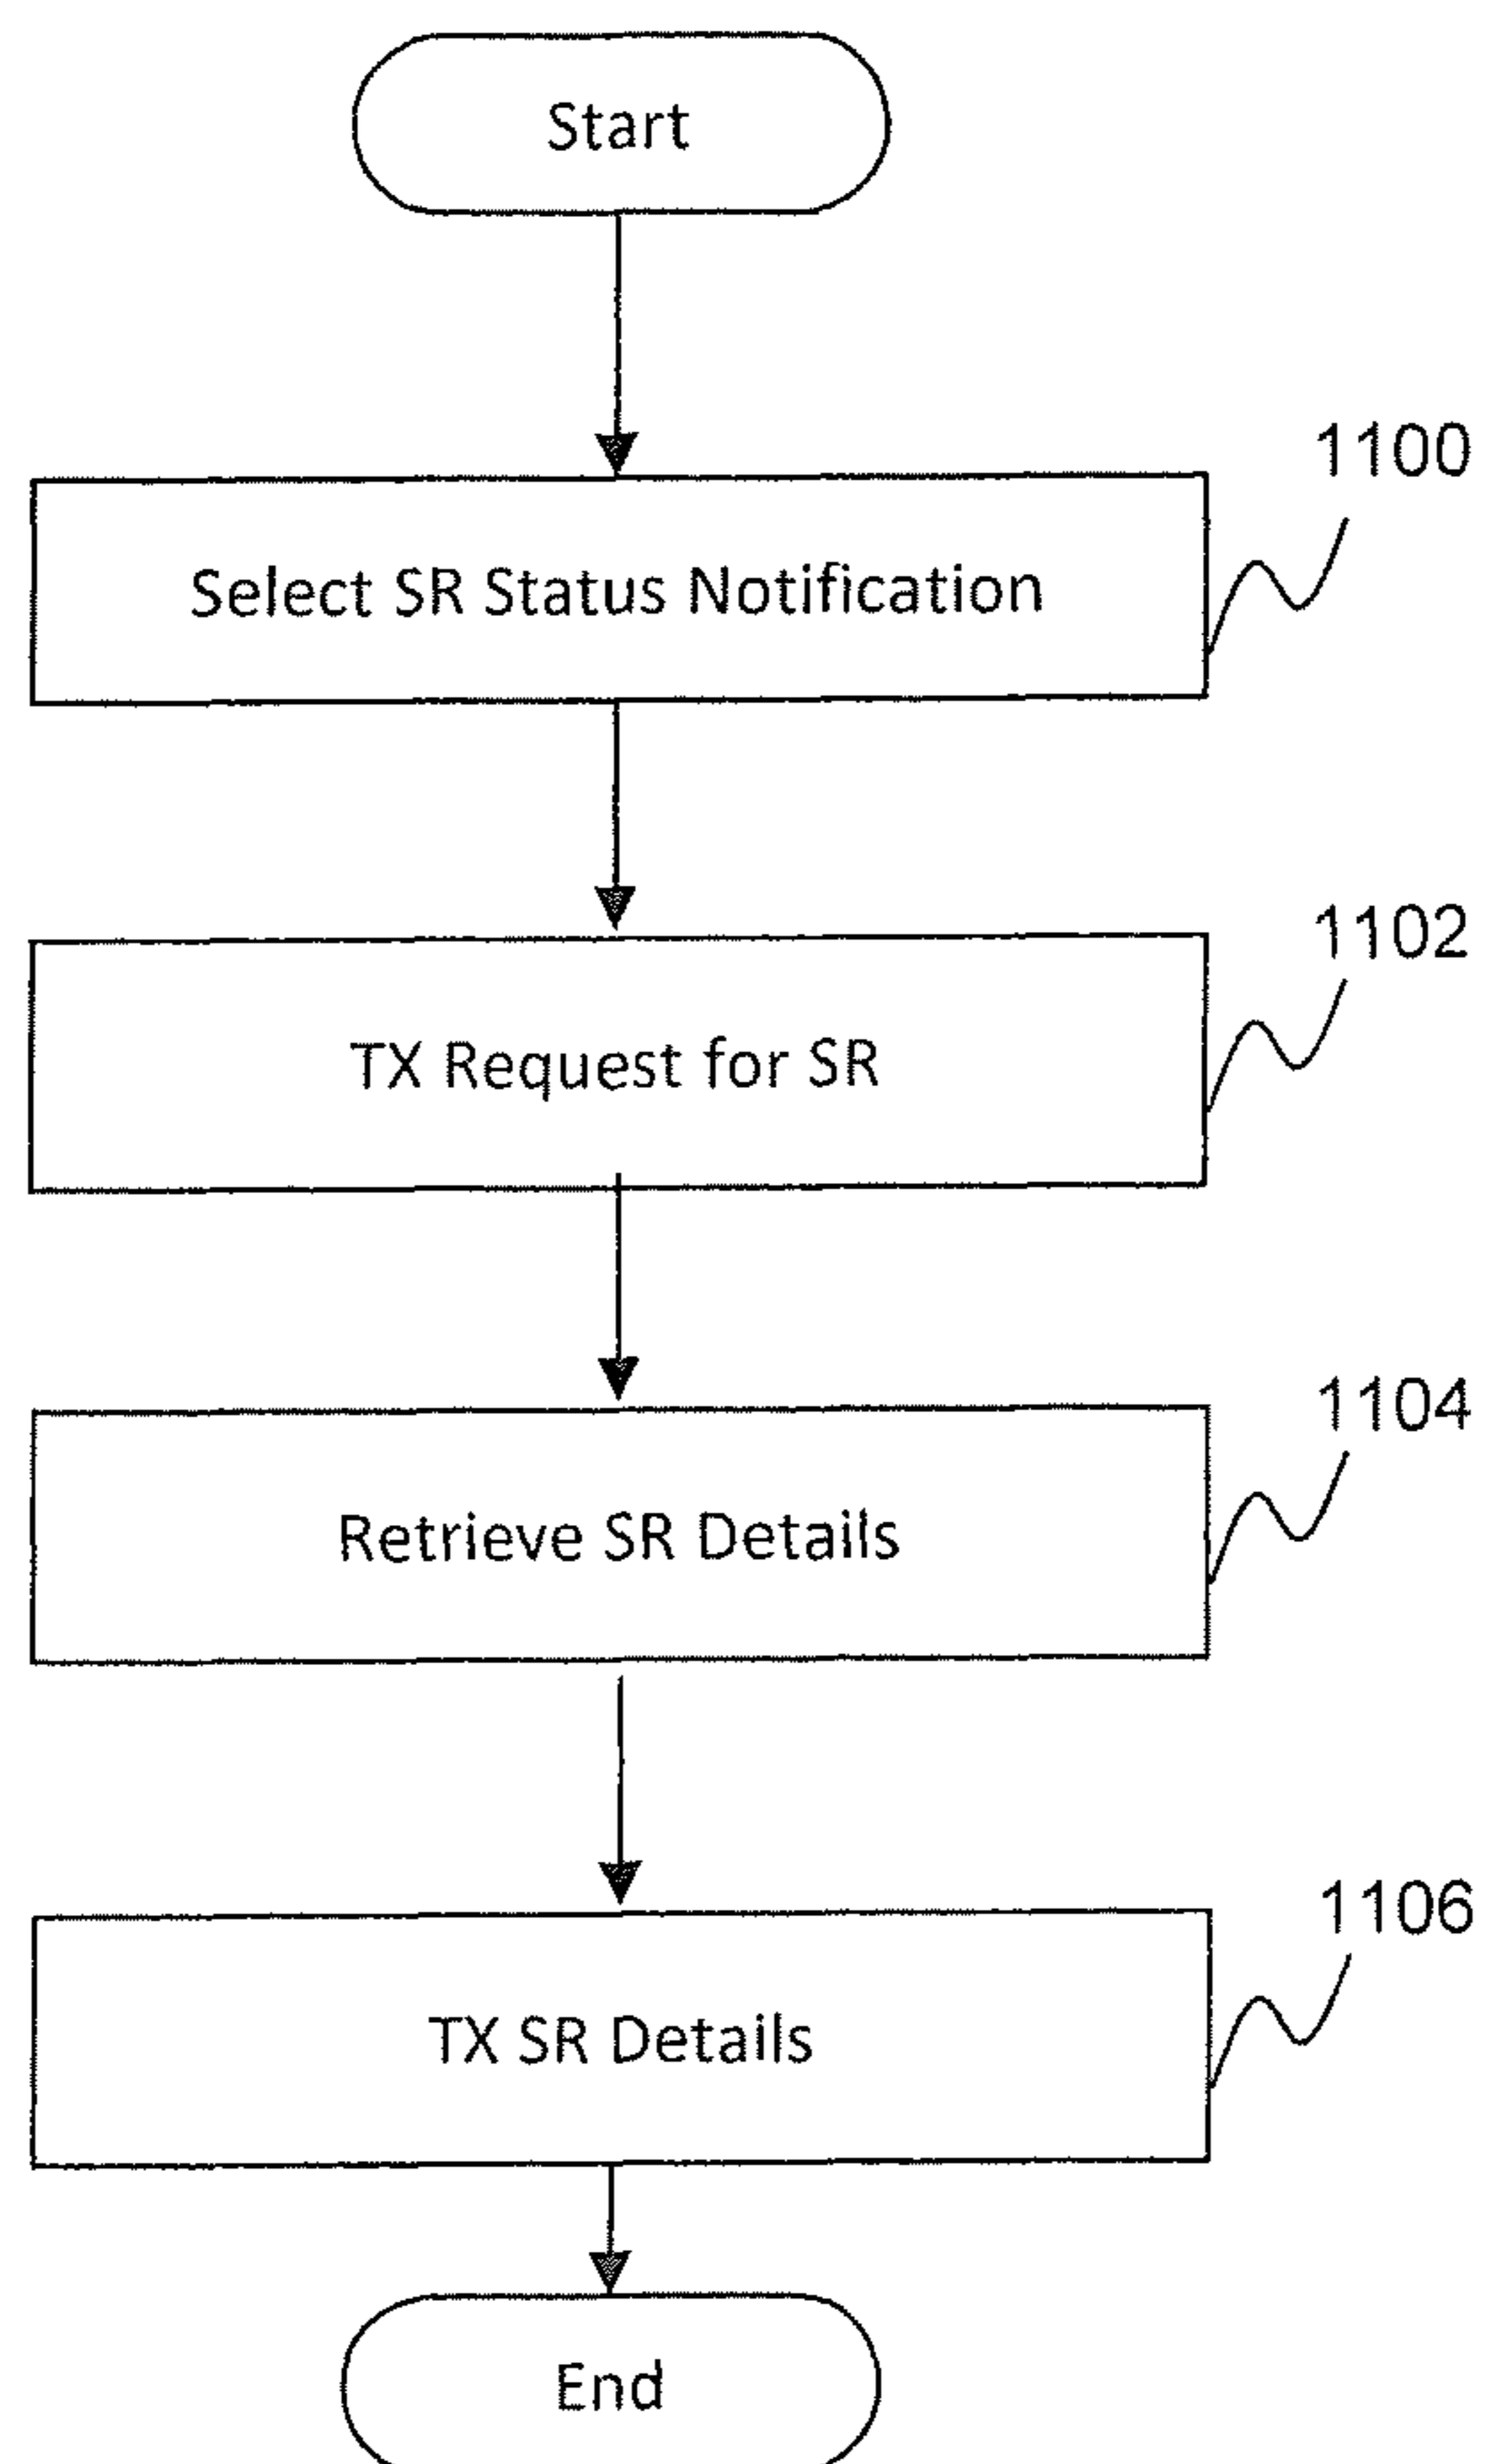 Start
1100
Select SR Status Notification
1102
TX Request for SR
1104
Retrieve SR Details
1106
TX SR Details
End